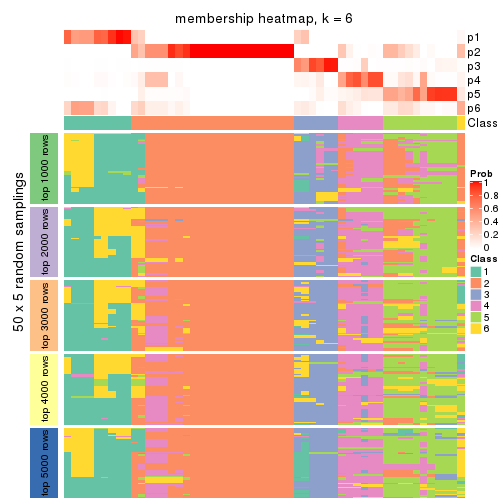 membership heatmap, k = 6
p1
p2
p3
p4
p5
p6
Class
50 x 5 random samplings
top 1000 rows
top 2000 rows
top 3000 rows
top 4000 rows
top 5000 rows
Prob
1
0.8
0.6
0.4
0.2
0
Class
1
2
3
4
5
6